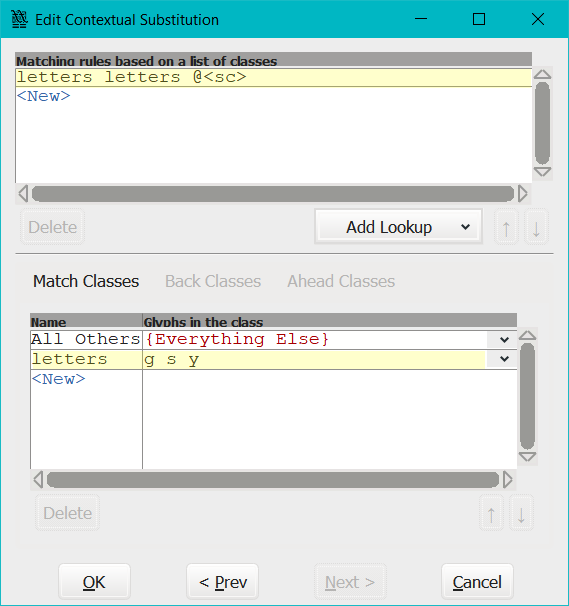 Edit Contextual Substitution
Matching rules based on a list of classes
letters letters @<sc>
<New>
Delete
Add Lookup
↑
↓
Match Classes Back Classes Ahead Classes
Name Glyphs in the class
All Others {Everything Else}
letters g s y
<New>
Delete
↑
↓
OK < Prev Next > Cancel